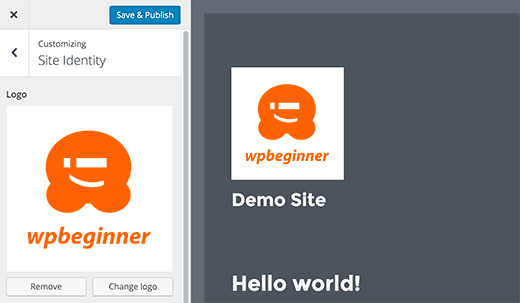 Save & Publish
Customizing
Site Identity
Logo
wpbeginner
Remove
Change logo
wpbeginner
Demo Site
Hello world!